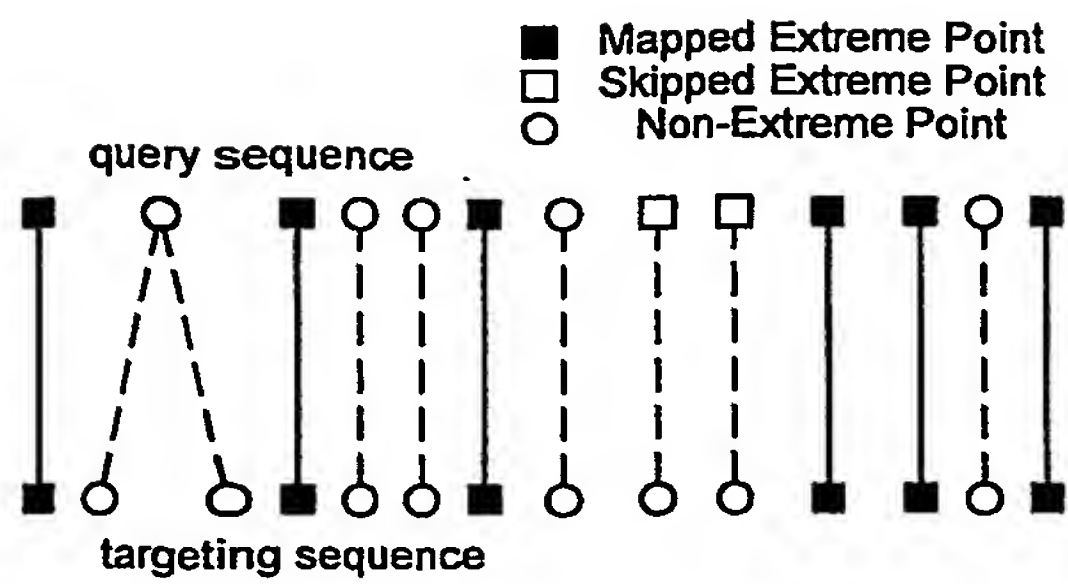 Mapped Extreme Point
Skipped Extreme Point
Non-Extreme Point
query sequence
targeting sequence